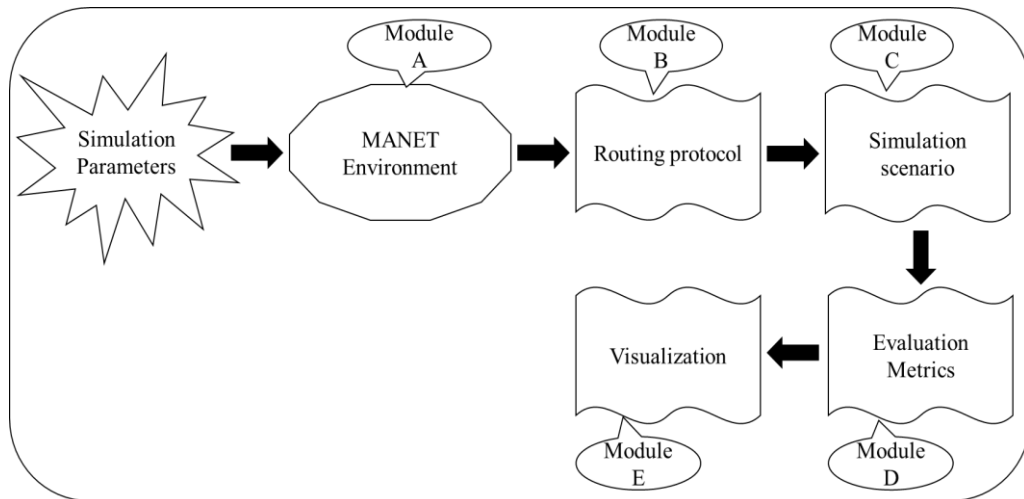 Module
A
Module
B
Module
C
Simulation
Parameters
MANET
Environment
Routing protocol
Simulation
scenario
Visualization
Evaluation
Metrics
Module
E
Module
D